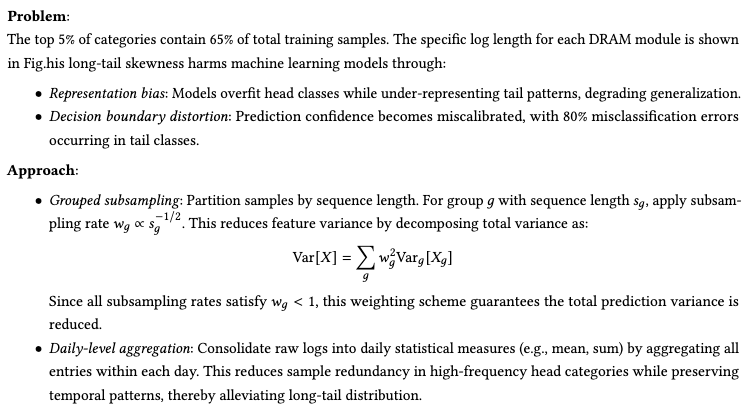 Problem:
The top 5% of categories contain 65% of total training samples. The specific log length for each DRAM module is shown
in Fig.his long-tail skewness harms machine learning models through:
• Representation bias: Models overfit head classes while under-representing tail patterns, degrading generalization.
• Decision boundary distortion: Prediction confidence becomes miscalibrated, with 80% misclassification errors
occurring in tail classes.
Approach:
• Grouped subsampling: Partition samples by sequence length. For group g with sequence length s_g, apply subsam-
pling rate w_g ∝ s_g^{-1/2}. This reduces feature variance by decomposing total variance as:
Var[X] = ∑_g w_g^2 Var_g[X_g]
Since all subsampling rates satisfy w_g < 1, this weighting scheme guarantees the total prediction variance is
reduced.
• Daily-level aggregation: Consolidate raw logs into daily statistical measures (e.g., mean, sum) by aggregating all
entries within each day. This reduces sample redundancy in high-frequency head categories while preserving
temporal patterns, thereby alleviating long-tail distribution.